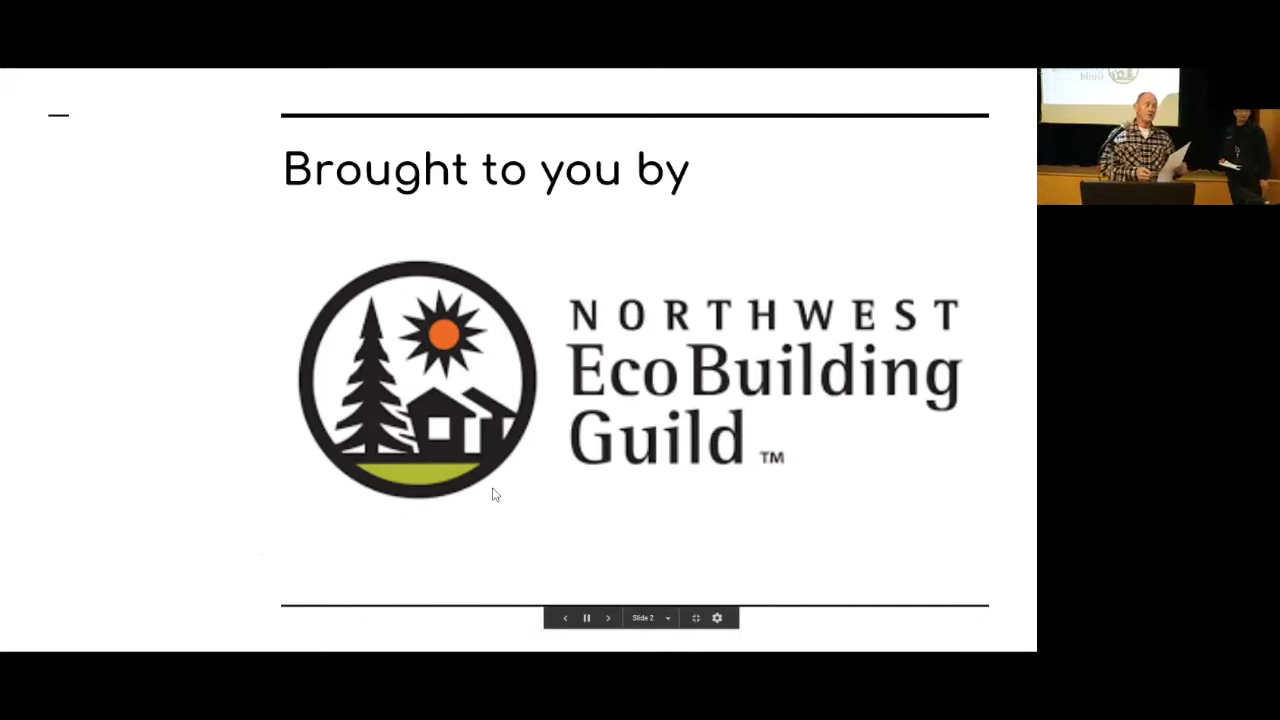 Brought to you by
NORTHWEST
EcoBuilding
Guild ™
Slide 2